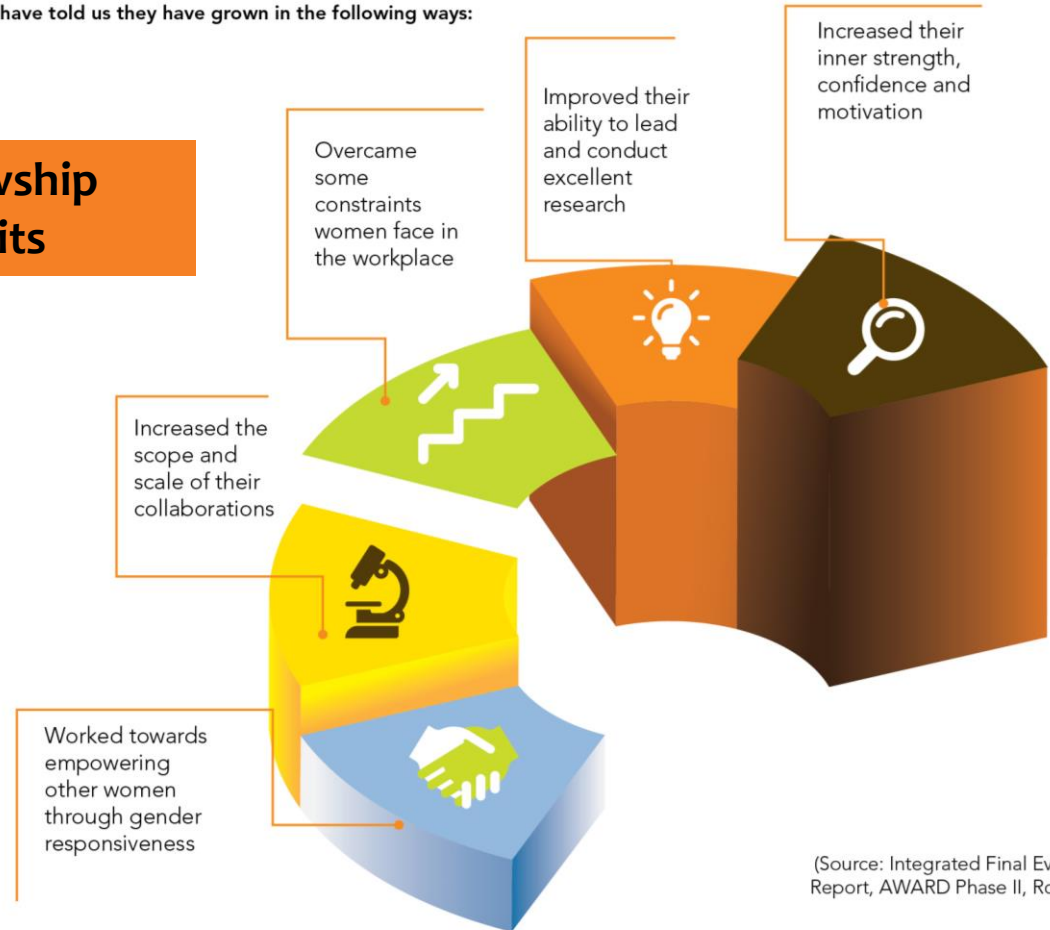 have told us they have grown in the following ways:
wship
its
Increased their
inner strength,
confidence and
motivation
Improved their
ability to lead
and conduct
excellent
research
Overcame
some
constraints
women face in
the workplace
Increased the
scope and
scale of their
collaborations
Worked towards
empowering
other women
through gender
responsiveness
(Source: Integrated Final Ev
Report, AWARD Phase II, Ro